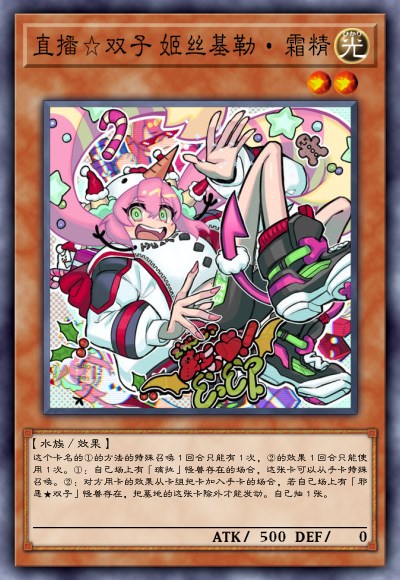 直播☆双子 姬丝基勒·霜精
ひかり
光
【水族/效果】
这个卡名的①的方法的特殊召唤1回合只能有1次，②的效果1回合只能使
用1次。①：自己场上有「璃拉」怪兽存在的场合，这张卡可以从手卡特殊
召唤。②：对方用卡的效果从卡组把卡加入手卡的场合，若自己场上有「邪
恶★双子」怪兽存在，把墓地的这张卡除外才能发动。自己抽1张。
ATK/ 500 DEF/ 0